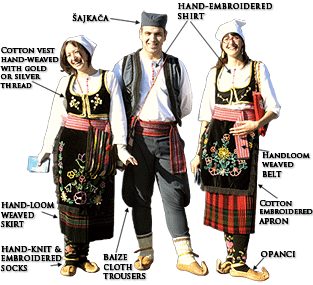 ŠAJKAČA
HAND-EMBROIDERED
SHIRT
COTTON VEST
HAND-WEAVED
WITH GOLD
OR SILVER
THREAD
HANDLOOM
WEAVED
BELT
COTTON
EMBROIDERED
APRON
HAND-LOOM
WEAVED
SKIRT
HAND-KNIT &
EMBROIDERED
SOCKS
BAIZE
CLOTH
TROUSERS
OPANCI